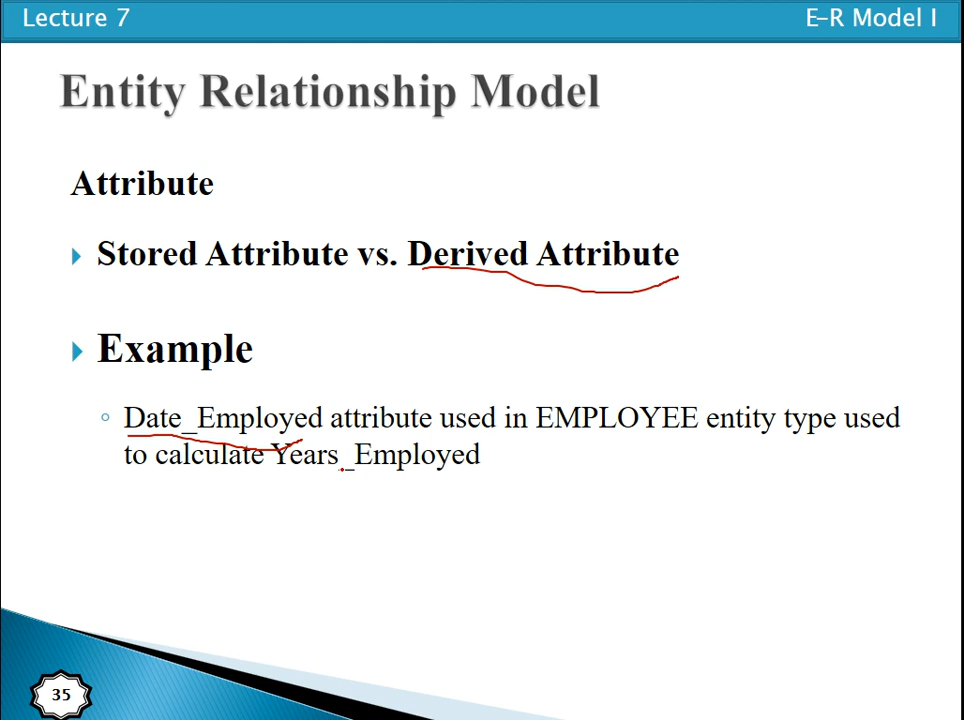 Lecture 7
E-R Model I
Entity Relationship Model
Attribute
Stored Attribute vs. Derived Attribute
Example
Date_Employed attribute used in EMPLOYEE entity type used
to calculate Years_Employed
35